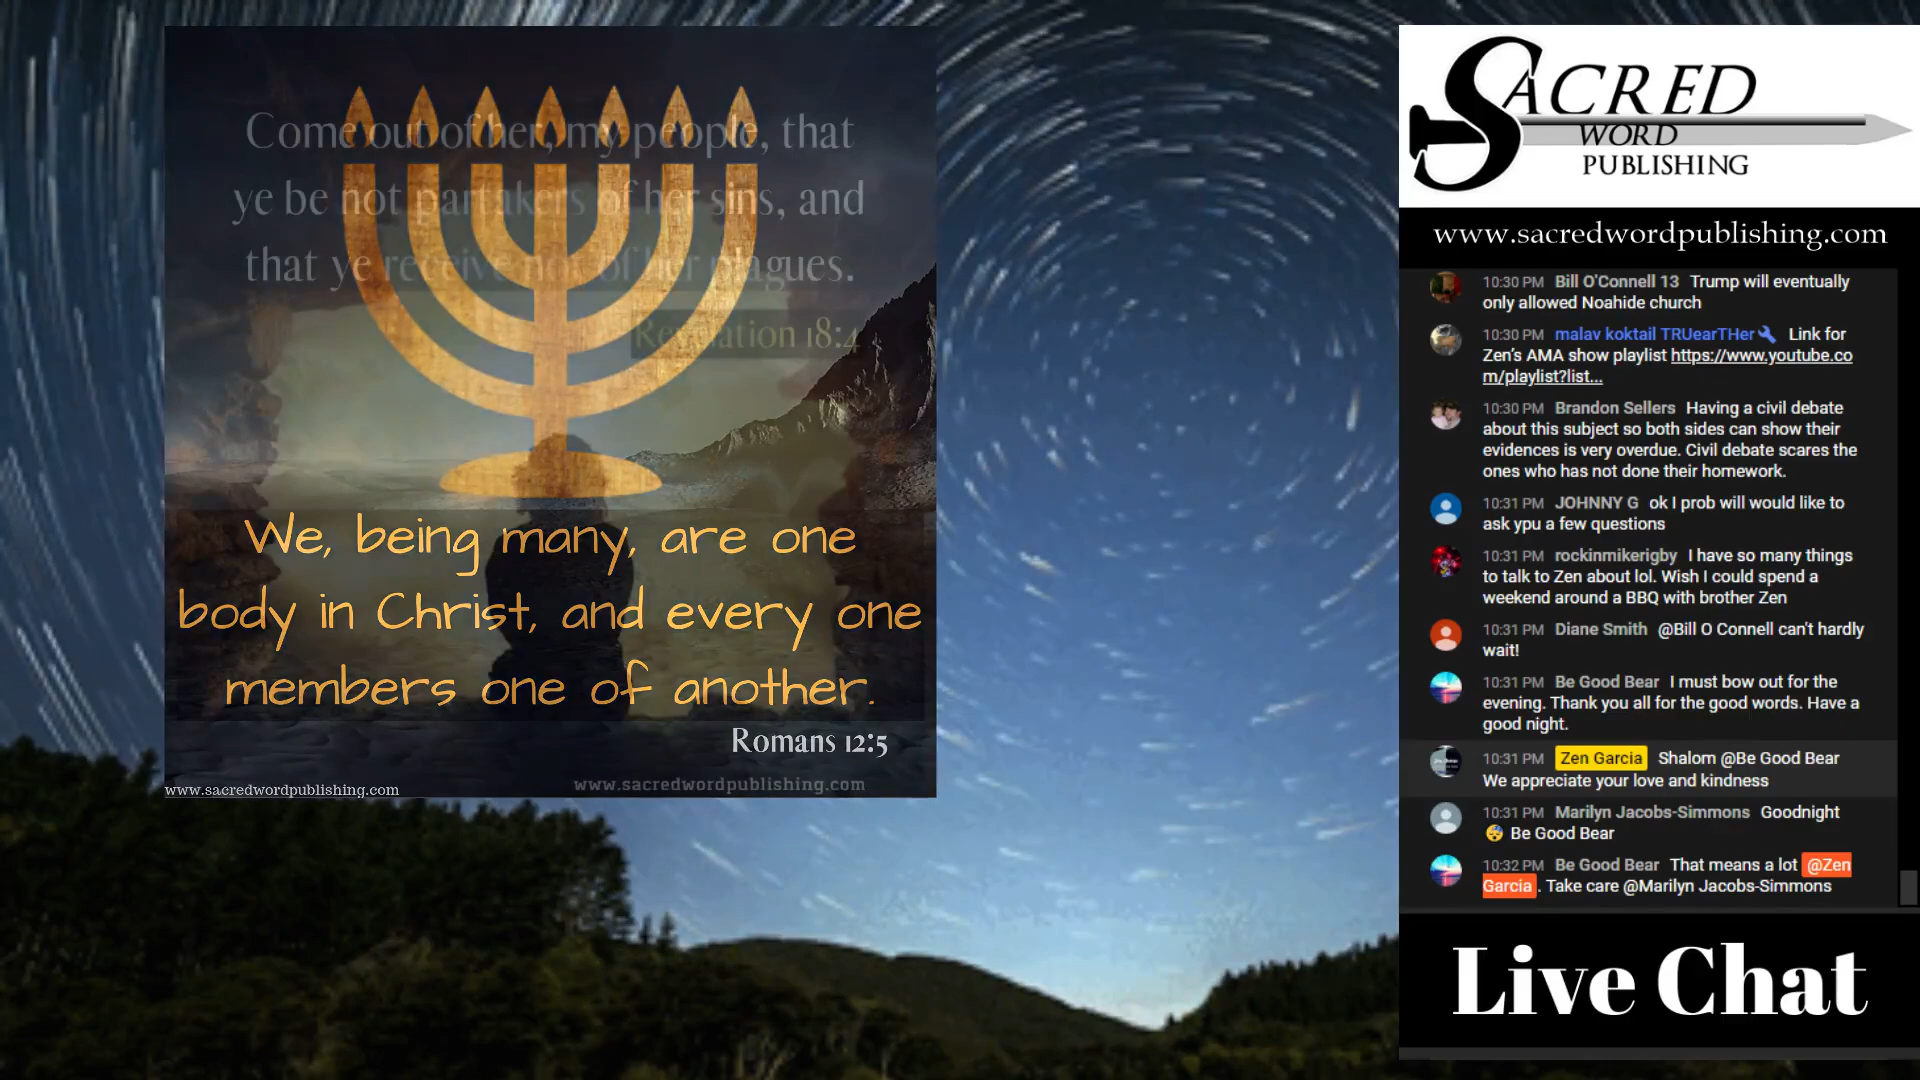 Come out of her, my people, that
ye be not partakers of her sins, and
that ye receive not of her plagues.
Revelation 18:4
We, being many, are one
body in Christ, and every one
members one of another.
Romans 12:5
www.sacredwordpublishing.com
www.sacredwordpublishing.com
SACRED
WORD
PUBLISHING
www.sacredwordpublishing.com
10:30 PM Bill O'Connell 13 Trump will eventually
only allowed Noahide church
10:30 PM malav koktail TRUearTHer Link for
Zen's AMA show playlist https://www.youtube.co
m/playlist?list...
10:30 PM Brandon Sellers Having a civil debate
about this subject so both sides can show their
evidences is very overdue. Civil debate scares the
ones who has not done their homework.
10:31 PM JOHNNY G ok I prob will would like to
ask ypu a few questions
10:31 PM rockinmikerigby I have so many things
to talk to Zen about lol. Wish I could spend a
weekend around a BBQ with brother Zen
10:31 PM Diane Smith @Bill O Connell can't hardly
wait!
10:31 PM Be Good Bear I must bow out for the
evening. Thank you all for the good words. Have a
good night.
10:31 PM Zen Garcia Shalom @Be Good Bear
We appreciate your love and kindness
10:31 PM Marilyn Jacobs-Simmons Goodnight
😴 Be Good Bear
10:32 PM Be Good Bear That means a lot @Zen
Garcia . Take care @Marilyn Jacobs-Simmons
Live Chat